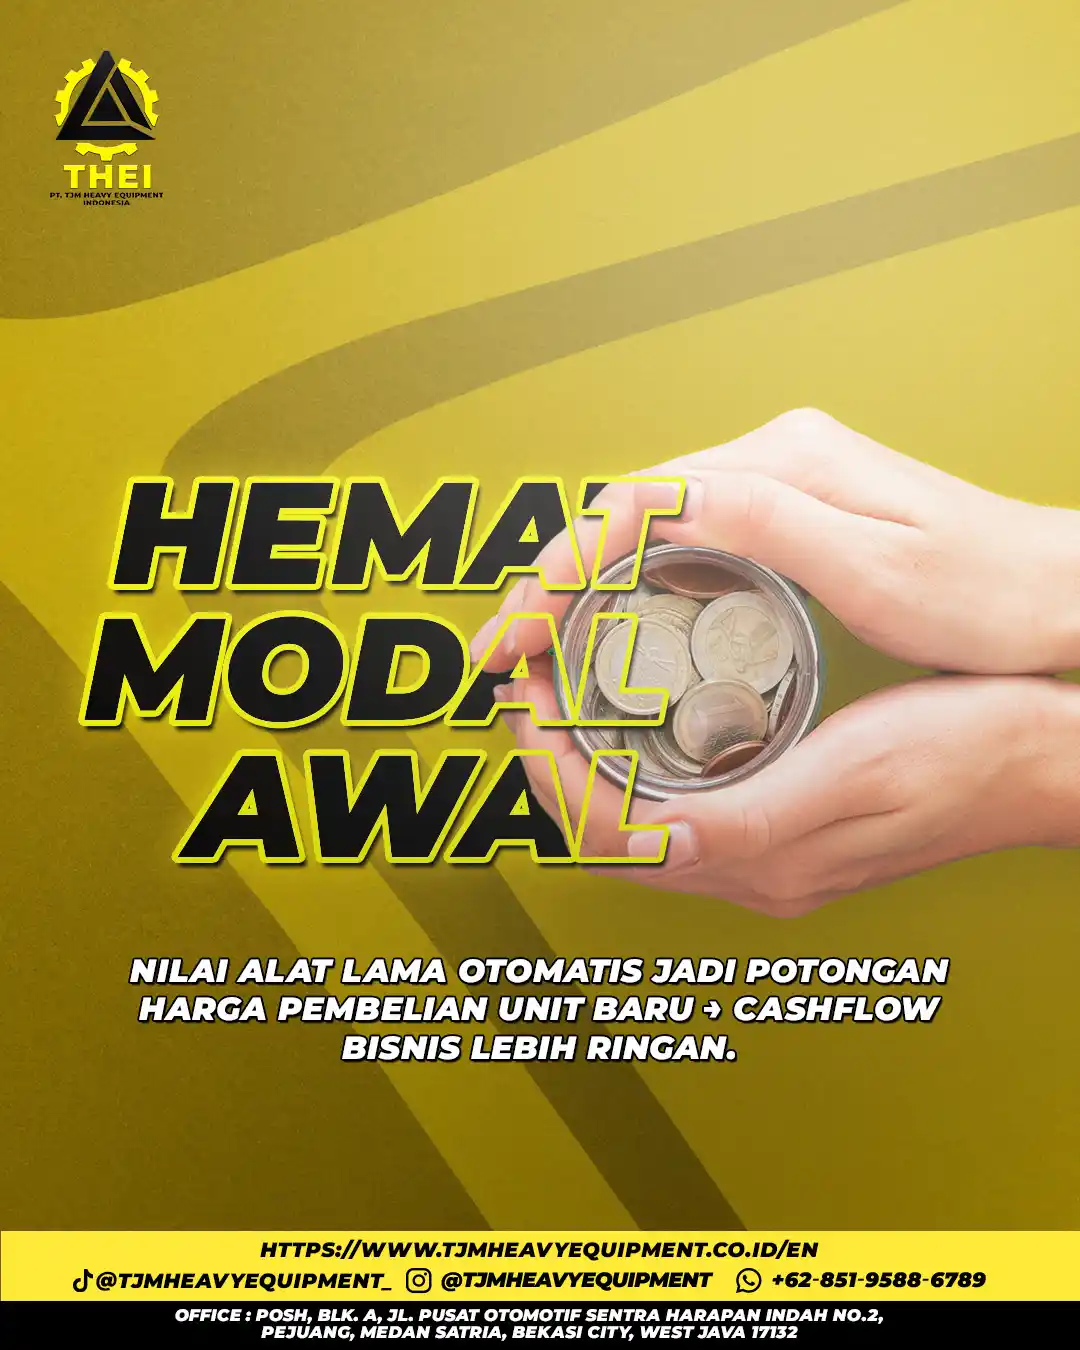 THEI
PT. TJM HEAVY EQUIPMENT
INDONESIA
HEMAT
MODAL
AWAL
NILAI ALAT LAMA OTOMATIS JADI POTONGAN
HARGA PEMBELIAN UNIT BARU → CASHFLOW
BISNIS LEBIH RINGAN.
HTTPS://WWW.TJMHEAVYEQUIPMENT.CO.ID/EN
@TJMHEAVYEQUIPMENT_ @TJMHEAVYEQUIPMENT +62-851-9588-6789
OFFICE : POSH, BLK. A, JL. PUSAT OTOMOTIF SENTRA HARAPAN INDAH NO.2,
PEJUANG, MEDAN SATRIA, BEKASI CITY, WEST JAVA 17132